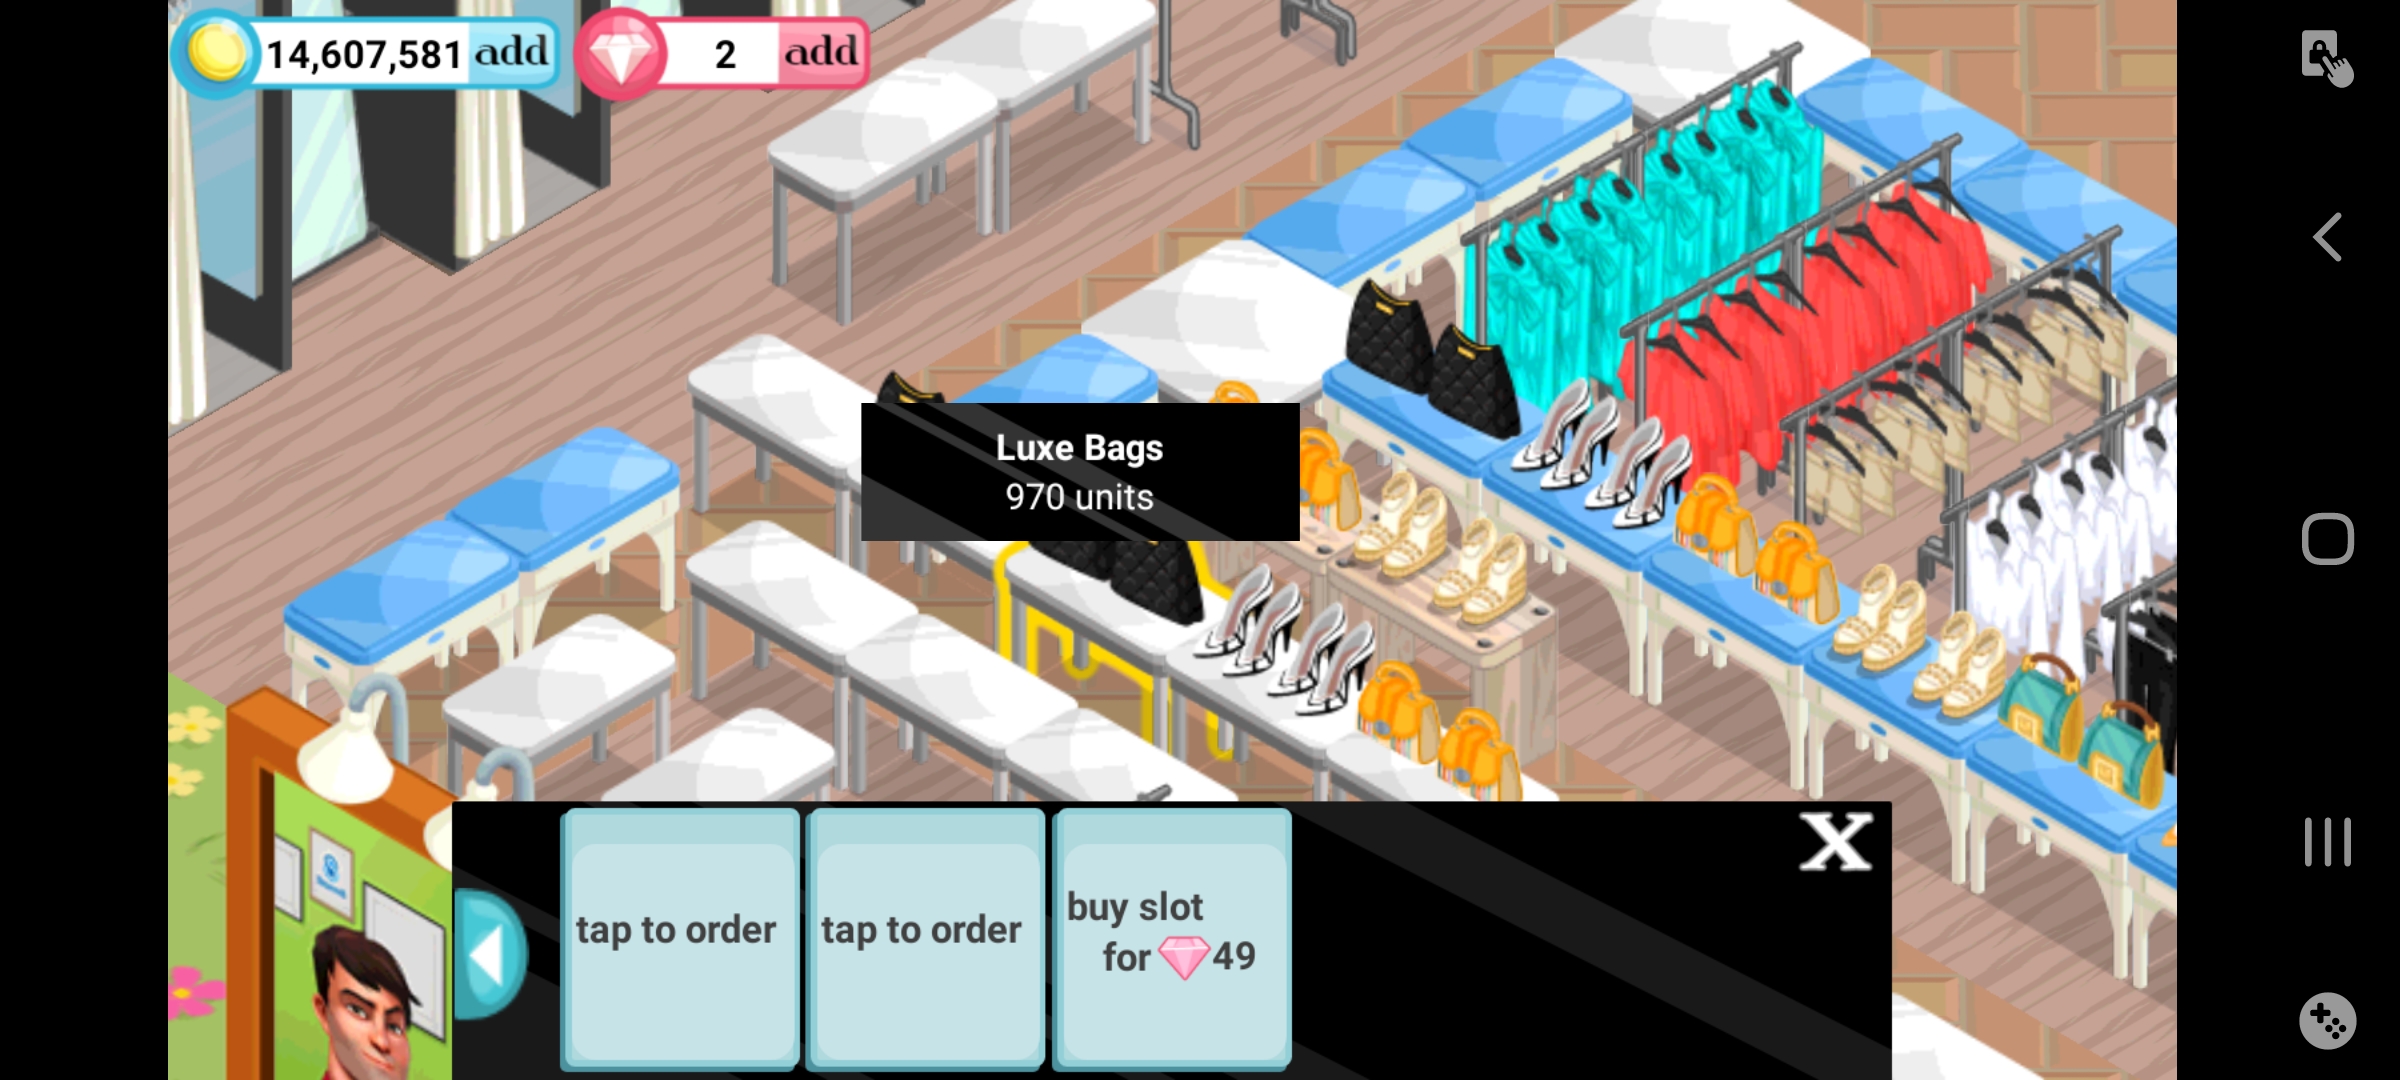 14,607,581 add
2 add
Luxe Bags
970 units
X
tap to order
tap to order
buy slot
for 49